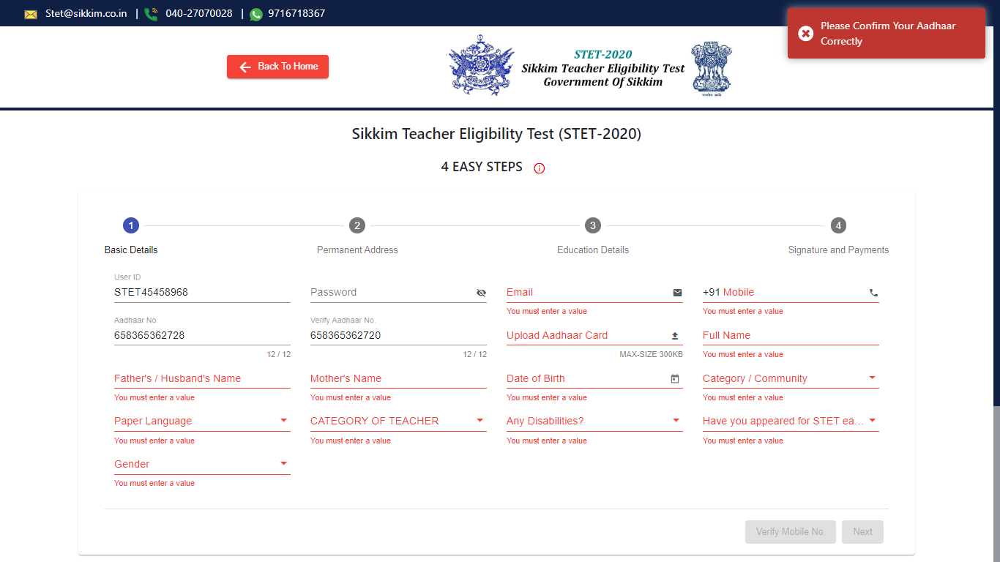 Stet@sikkim.co.in | 040-27070028 | 9716718367
Please Confirm Your Aadhaar
Correctly
Back To Home
STET-2020
Sikkim Teacher Eligibility Test
Government Of Sikkim
Sikkim Teacher Eligibility Test (STET-2020)
4 EASY STEPS
1 2 3 4
Basic Details Permanent Address Education Details Signature and Payments
User ID
STET45458968 Password Email +91 Mobile
You must enter a value You must enter a value
Aadhaar No. Verify Aadhaar No.
658365362728 658365362720 Upload Aadhaar Card Full Name
12 / 12 12 / 12 MAX-SIZE 300KB You must enter a value
Father's / Husband's Name Mother's Name Date of Birth Category / Community
You must enter a value You must enter a value You must enter a value You must enter a value
Paper Language CATEGORY OF TEACHER Any Disabilities? Have you appeared for STET ea...
You must enter a value You must enter a value You must enter a value You must enter a value
Gender
You must enter a value
Verify Mobile No. Next